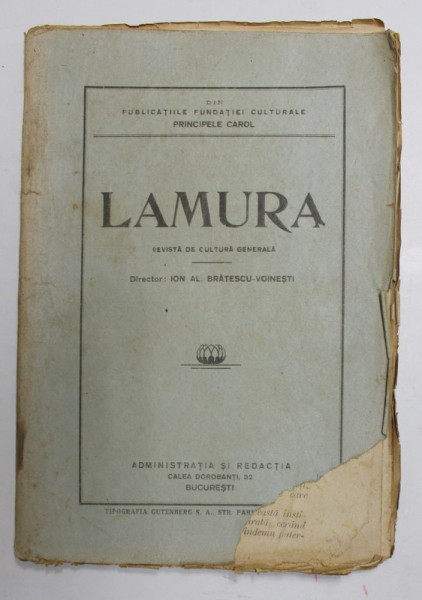 DIN
PUBLICAȚIILE FUNDAȚIEI CULTURALE
PRINCIPELE CAROL
LAMURA
REVISTĂ DE CULTURĂ GENERALĂ
Director: ION AL. BRĂTESCU-VOINEȘTI
ADMINISTRAȚIA ȘI REDACȚIA
CALEA DOROBANȚI, 32
BUCUREȘTI
TIPOGRAFIA GUTENBERG S. A., STR.